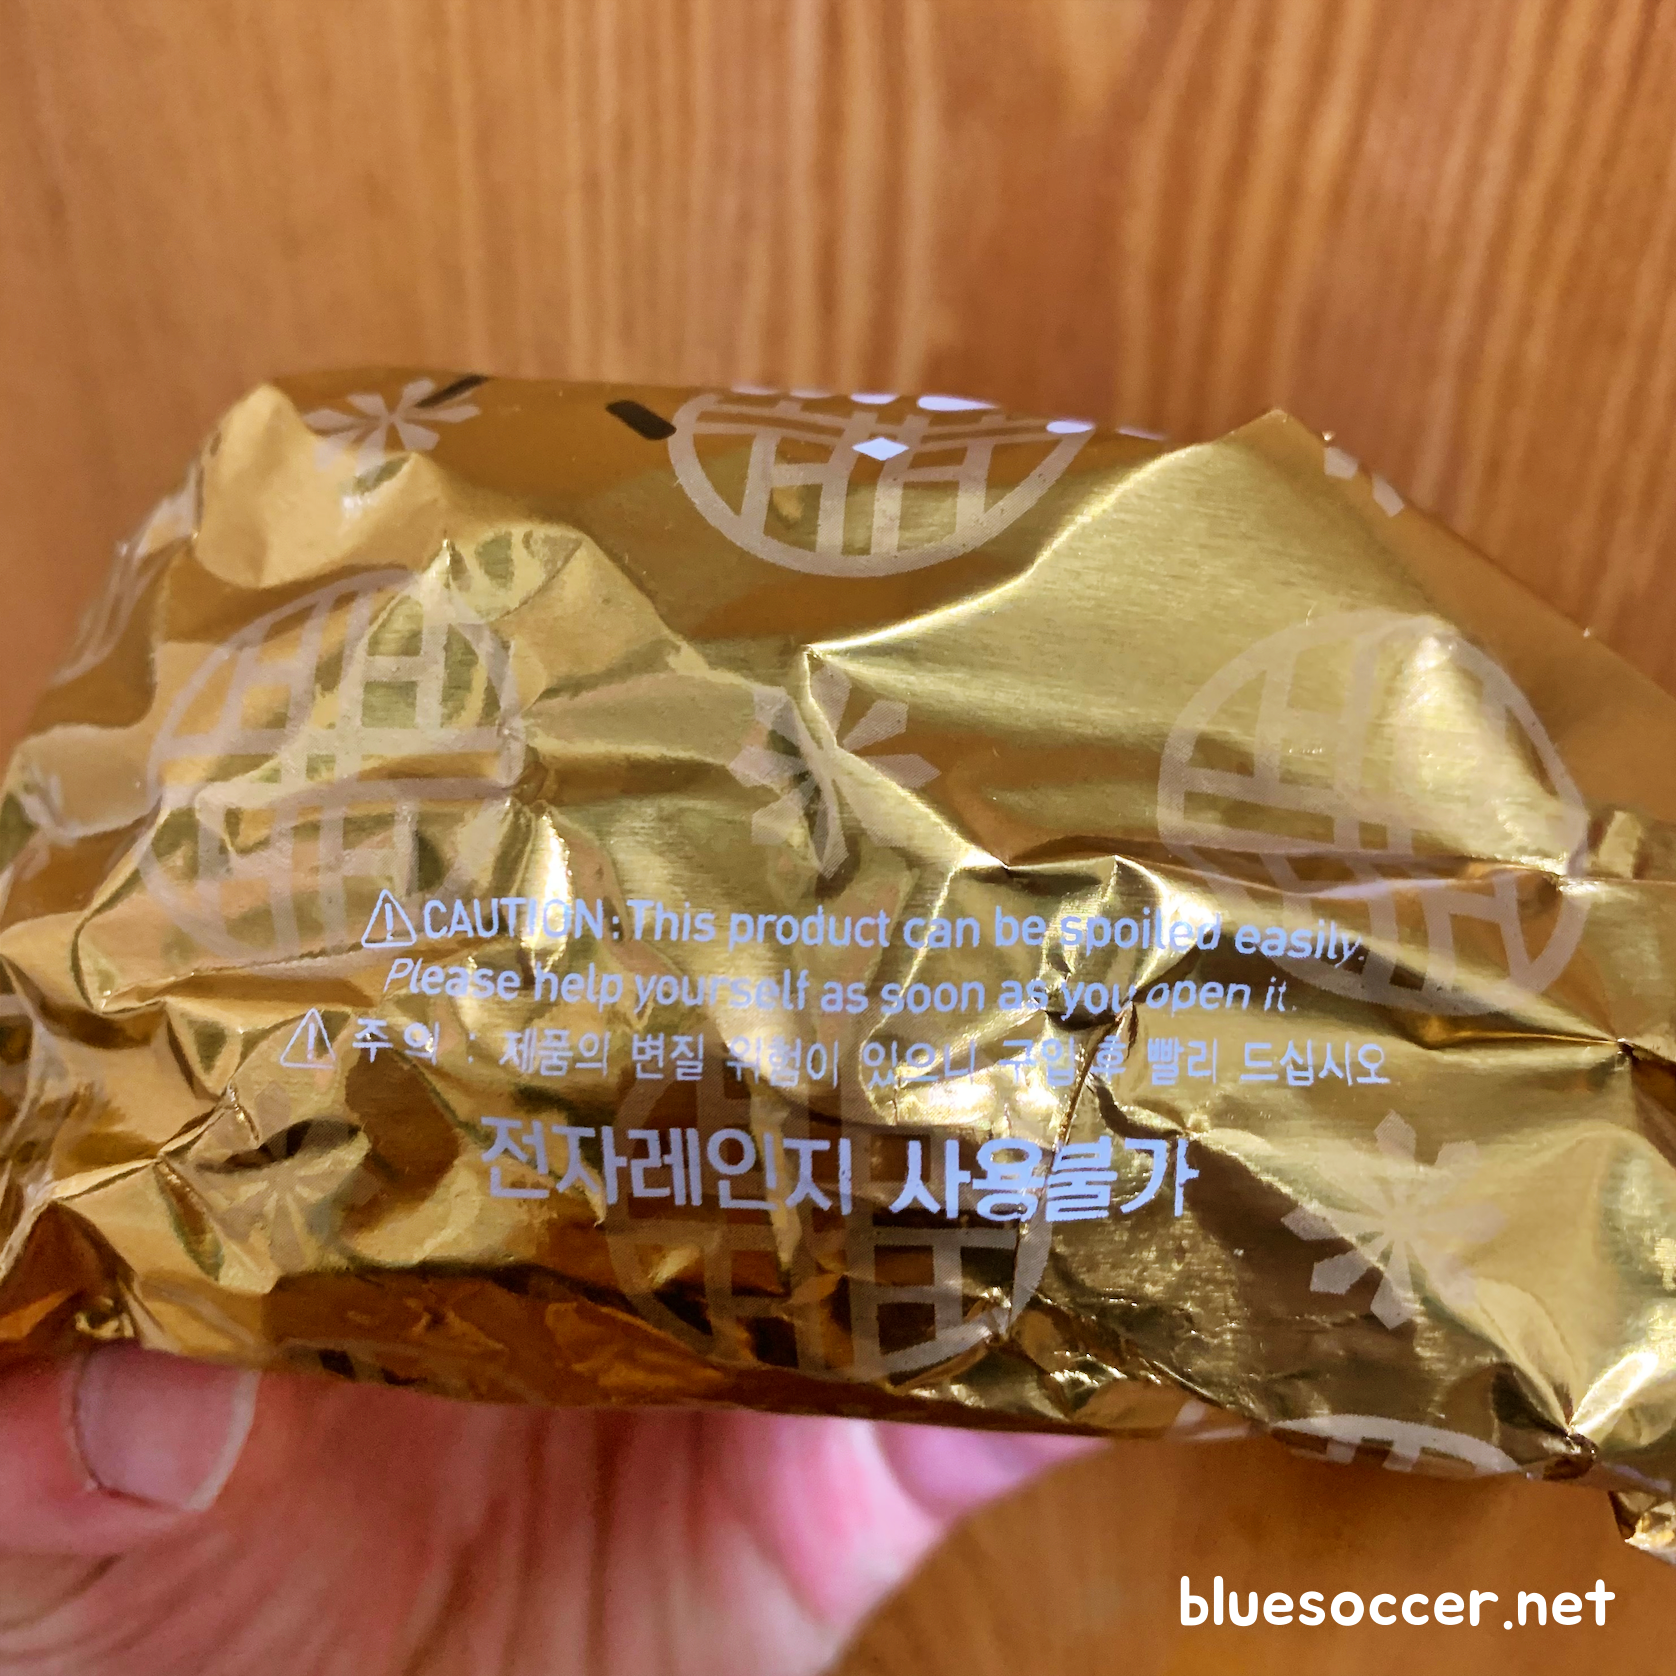 ⚠CAUTION:This product can be spoiled easily.
Please help yourself as soon as you open it.
⚠주의 : 제품의 변질 위험이 있으니 구입 후 빨리 드십시오
전자레인지 사용불가
bluesoccer.net